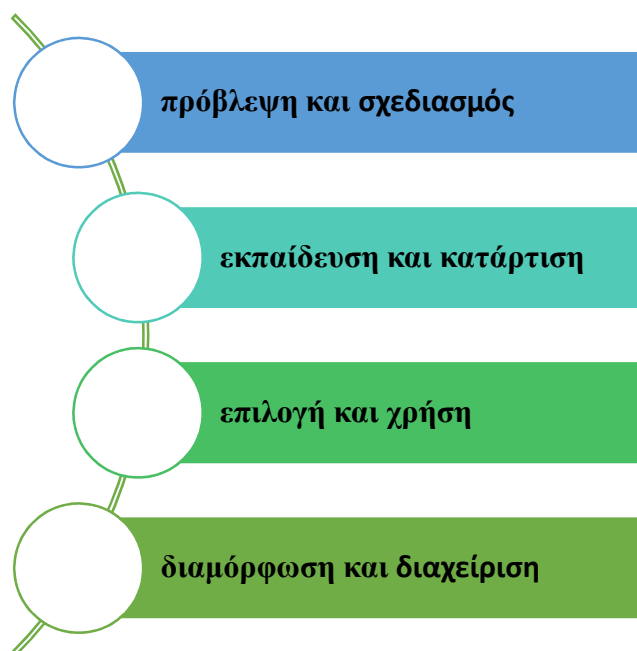 πρόβλεψη και σχεδιασμός
εκπαίδευση και κατάρτιση
επιλογή και χρήση
διαμόρφωση και διαχείριση